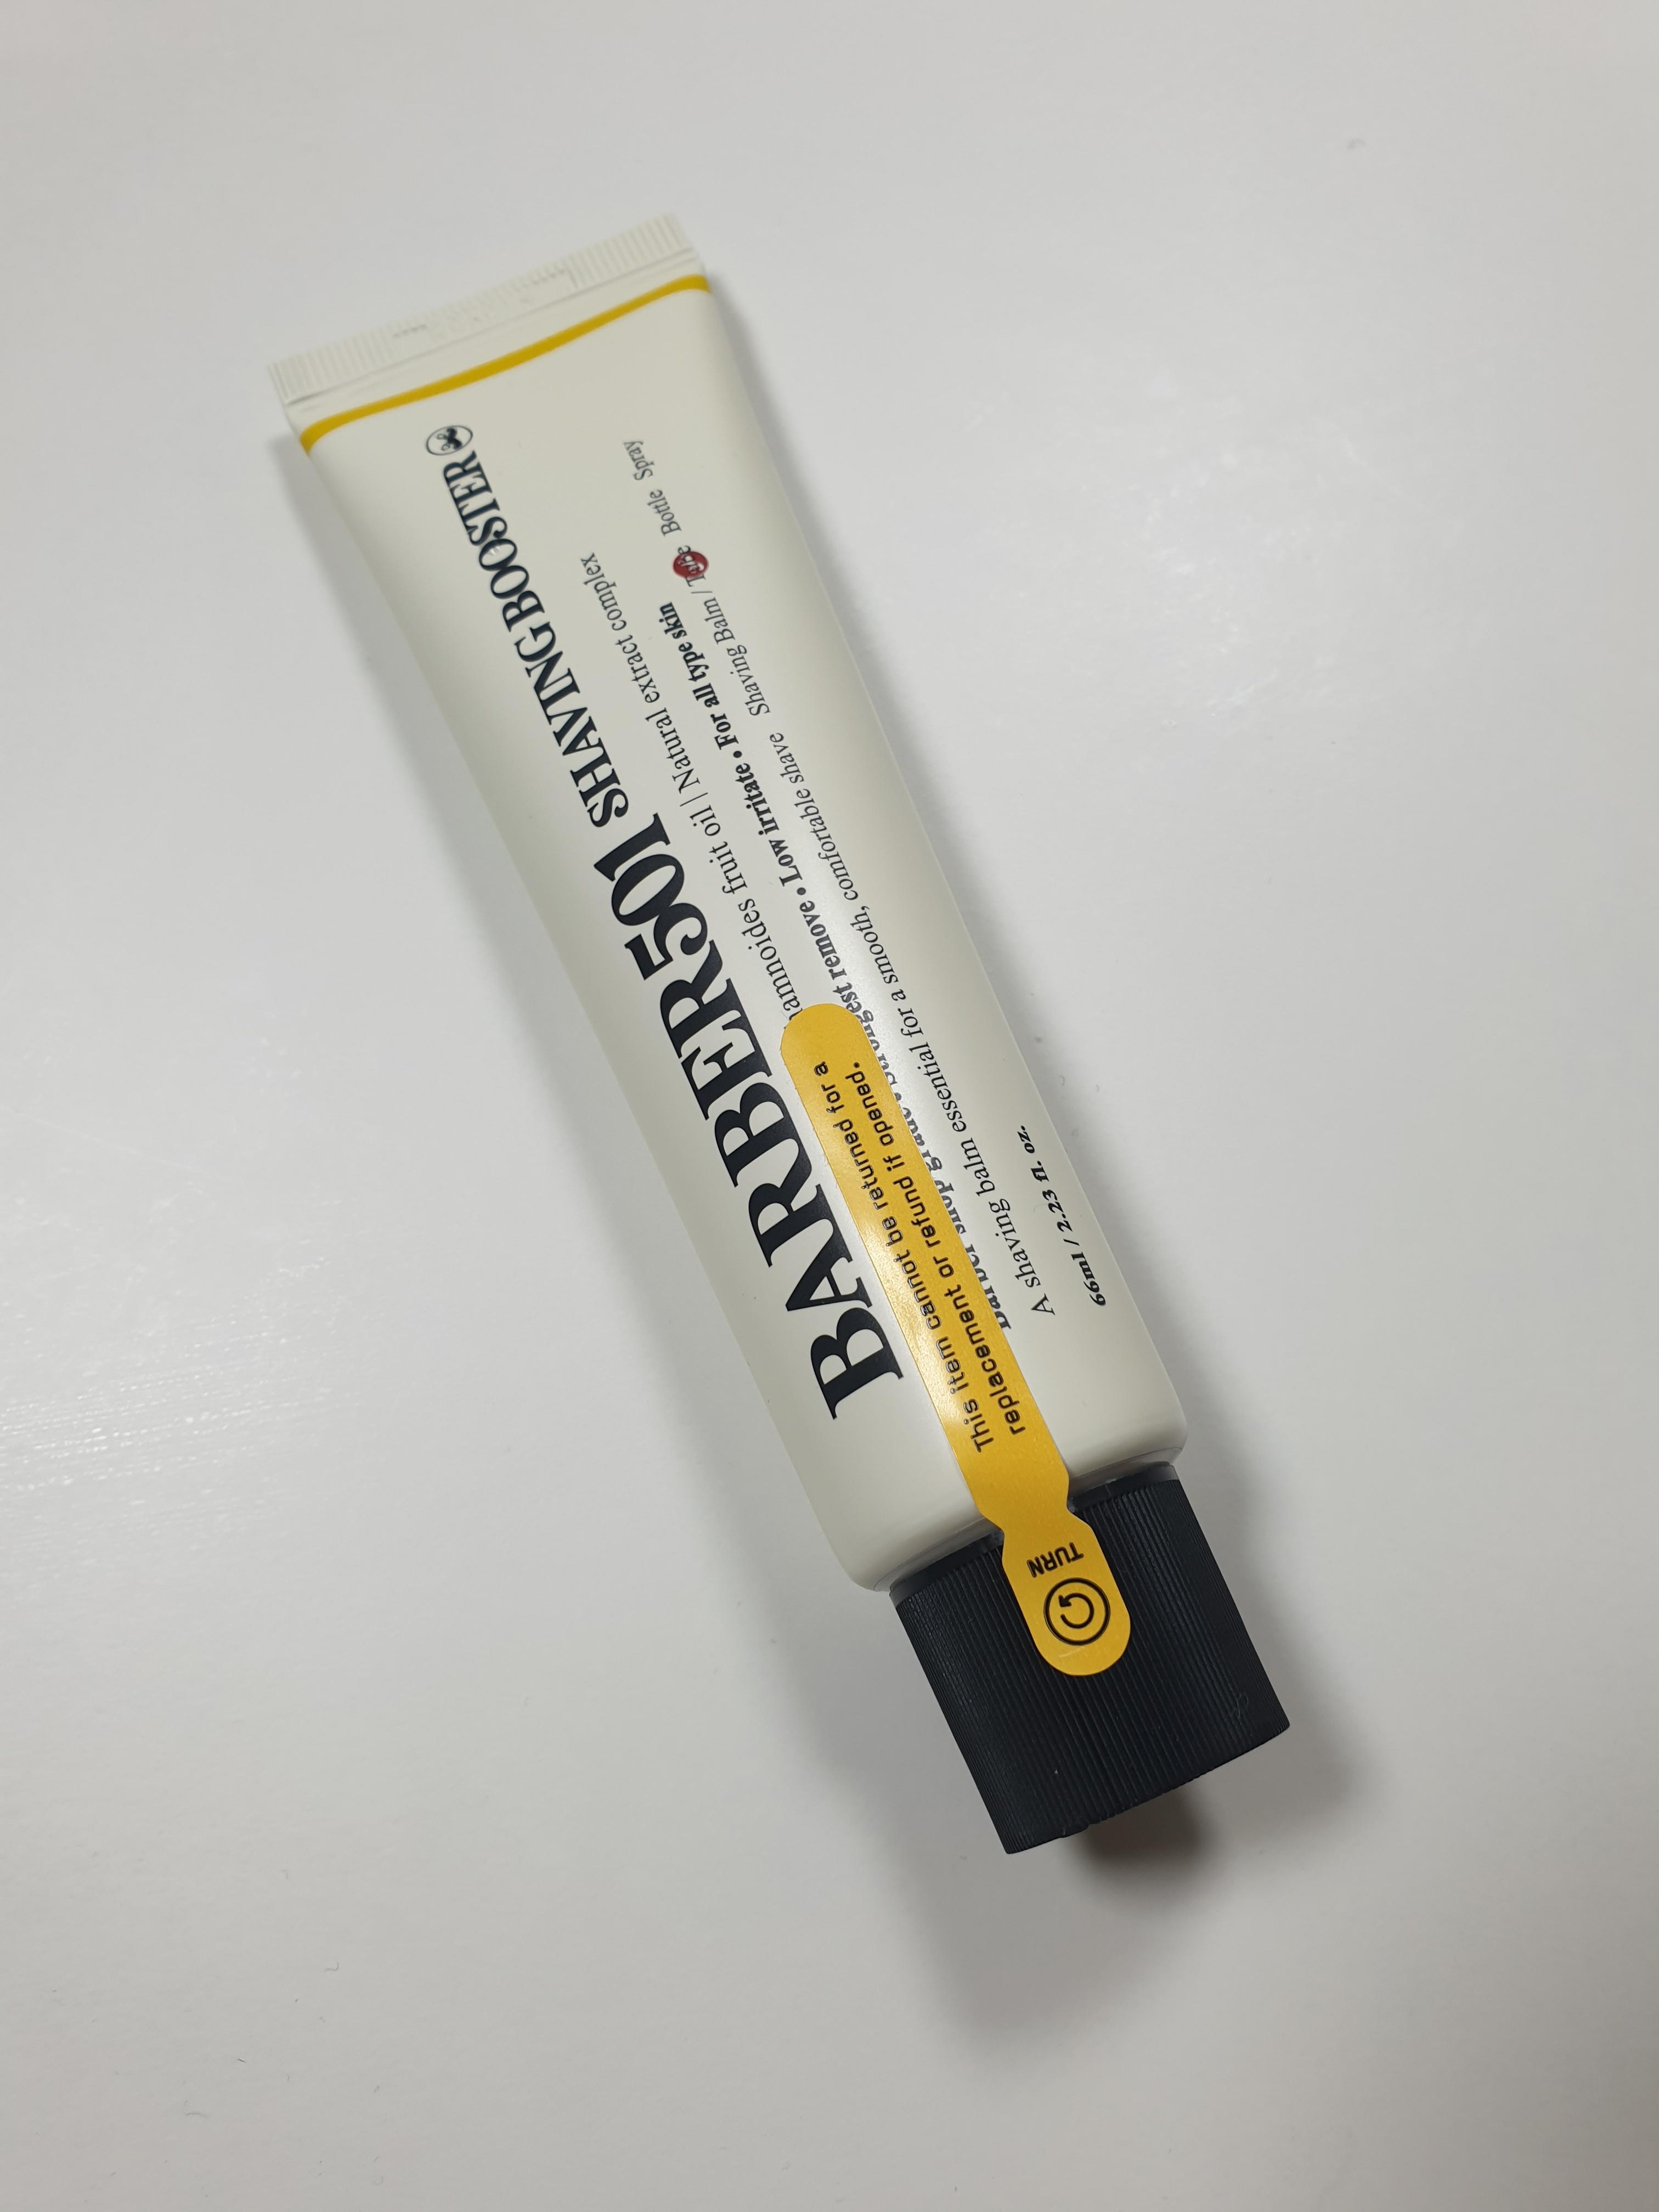 BARBER501 SHAVING BOOSTER
fruit oil | Natural extract complex
remove • Low irritate • For all type skin
A shaving balm essential for a smooth, comfortable shave Shaving Balm / Tube Bottle Spray
66ml / 2.23 fl. oz.
This item cannot be returned for a
replacement or refund if opened.
TURN